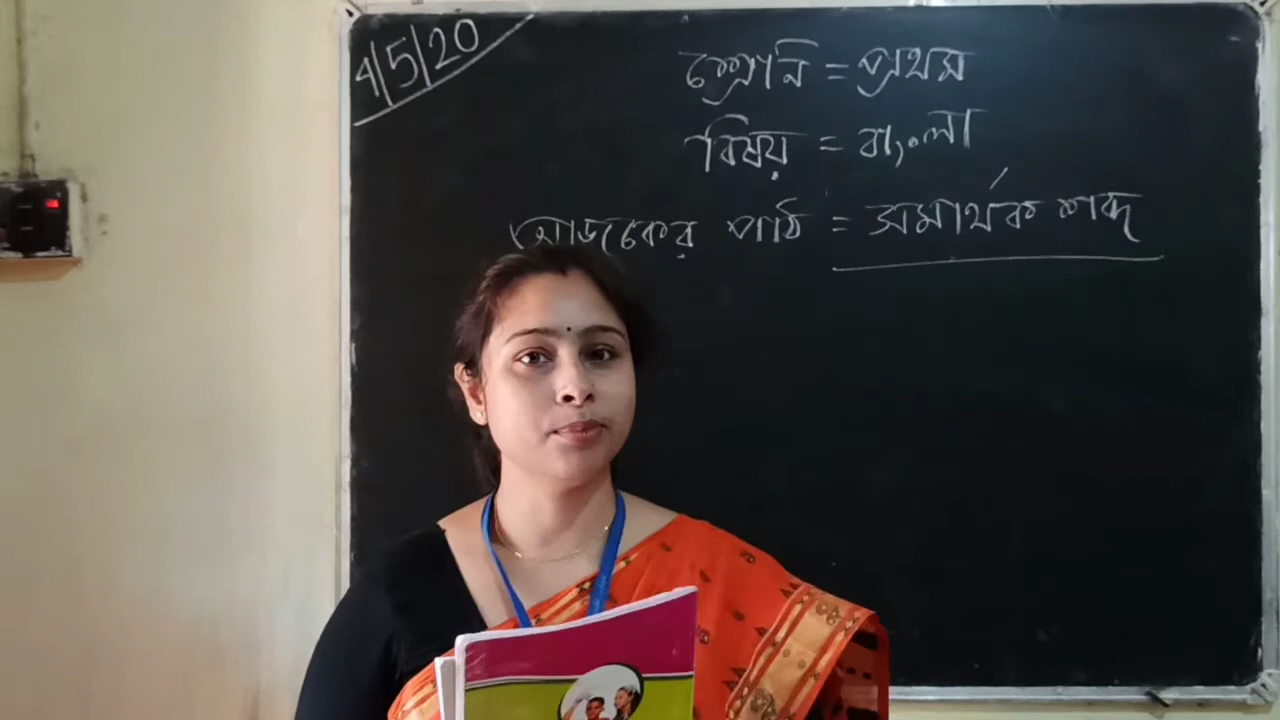 4/5/20
শ্রেনি = প্রথম
বিষয় = বাংলা
আজকের পাঠ = সমার্থক শব্দ